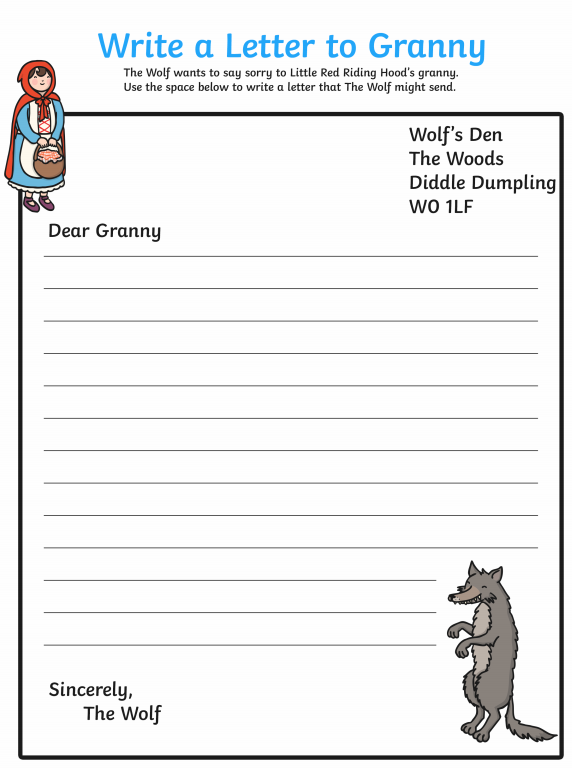 Write a Letter to Granny
The Wolf wants to say sorry to Little Red Riding Hood's granny.
Use the space below to write a letter that The Wolf might send.
Wolf's Den
The Woods
Diddle Dumpling
W0 1LF
Dear Granny
Sincerely,
The Wolf